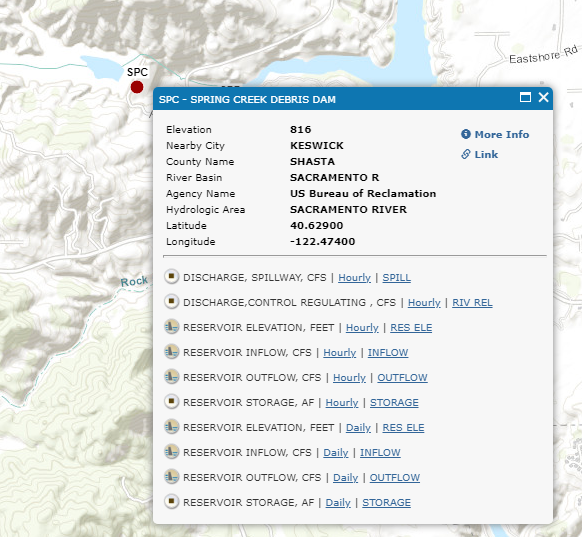 Eastshore Rd
SPC
SPC - SPRING CREEK DEBRIS DAM
Elevation 816
Nearby City KESWICK
County Name SHASTA
River Basin SACRAMENTO R
Agency Name US Bureau of Reclamation
Hydrologic Area SACRAMENTO RIVER
Latitude 40.62900
Longitude -122.47400
More Info
Link
Rock
DISCHARGE, SPILLWAY, CFS | Hourly | SPILL
DISCHARGE,CONTROL REGULATING , CFS | Hourly | RIV REL
RESERVOIR ELEVATION, FEET | Hourly | RES ELE
RESERVOIR INFLOW, CFS | Hourly | INFLOW
RESERVOIR OUTFLOW, CFS | Hourly | OUTFLOW
RESERVOIR STORAGE, AF | Hourly | STORAGE
RESERVOIR ELEVATION, FEET | Daily | RES ELE
RESERVOIR INFLOW, CFS | Daily | INFLOW
RESERVOIR OUTFLOW, CFS | Daily | OUTFLOW
RESERVOIR STORAGE, AF | Daily | STORAGE